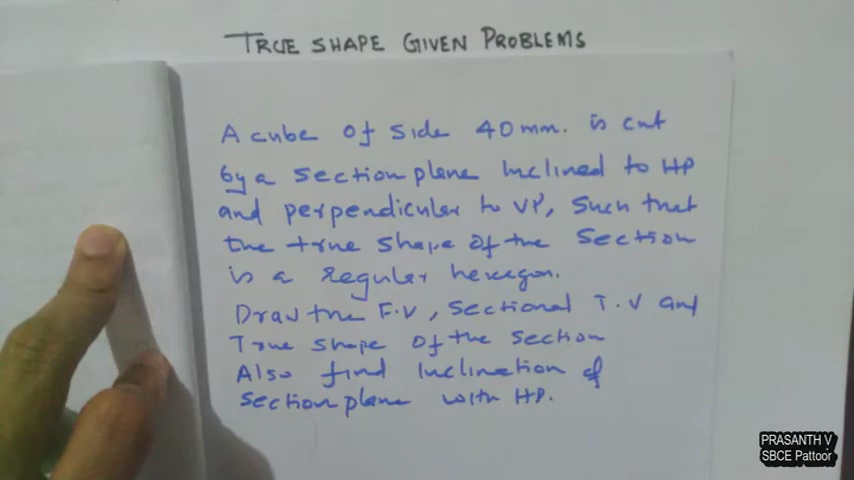 TRUE SHAPE GIVEN PROBLEMS
A cube of side 40mm. is cut
by a section plane inclined to HP
and perpendicular to VP, such that
the true shape of the section
is a regular hexagon.
Draw the F.V, sectional T.V and
True shape of the section
Also find inclination of
section plane with HP.
PRASANTH V
SBCE Pattoor